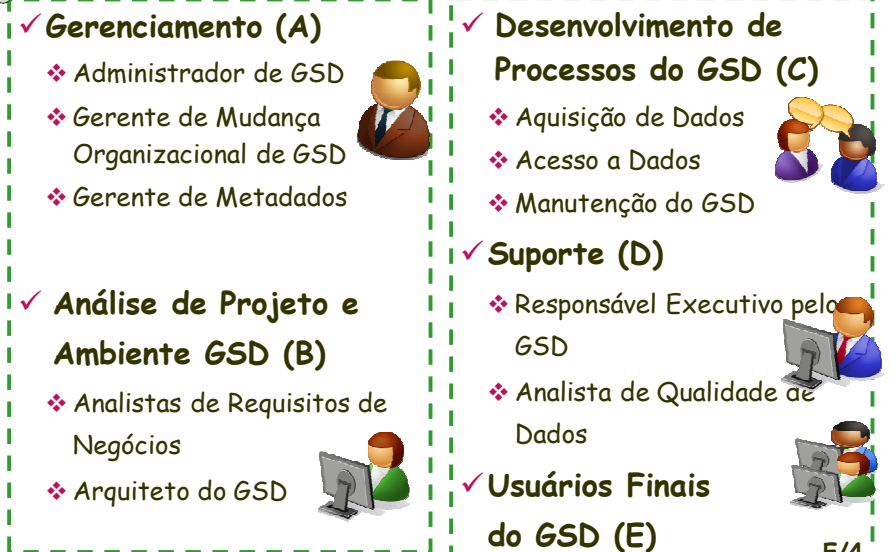 Gerenciamento (A)
Administrador de GSD
Gerente de Mudança
Organizacional de GSD
Gerente de Metadados
Análise de Projeto e
Ambiente GSD (B)
Analistas de Requisitos de
Negócios
Arquiteto do GSD
Desenvolvimento de
Processos do GSD (C)
Aquisição de Dados
Acesso a Dados
Manutenção do GSD
Suporte (D)
Responsável Executivo pelo
GSD
Analista de Qualidade de
Dados
Usuários Finais
do GSD (E)